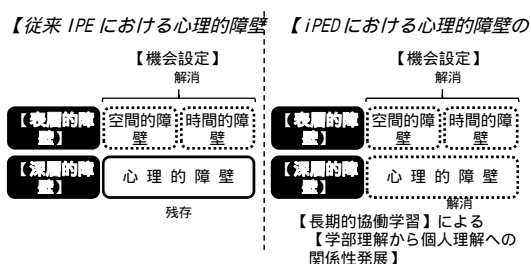 【従来 IPE における心理的障壁
【機会設定】
解消
【表層的障
壁】
空間的障
壁
時間的障
壁
【深層的障
壁】
心 理 的 障 壁
残存
【 iPEDにおける心理的障壁の
【機会設定】
解消
【表層的障
壁】
空間的障
壁
時間的障
壁
【深層的障
壁】
心 理 的 障 壁
解消
【長期的協働学習】による
【学部理解から個人理解への
関係性発展】